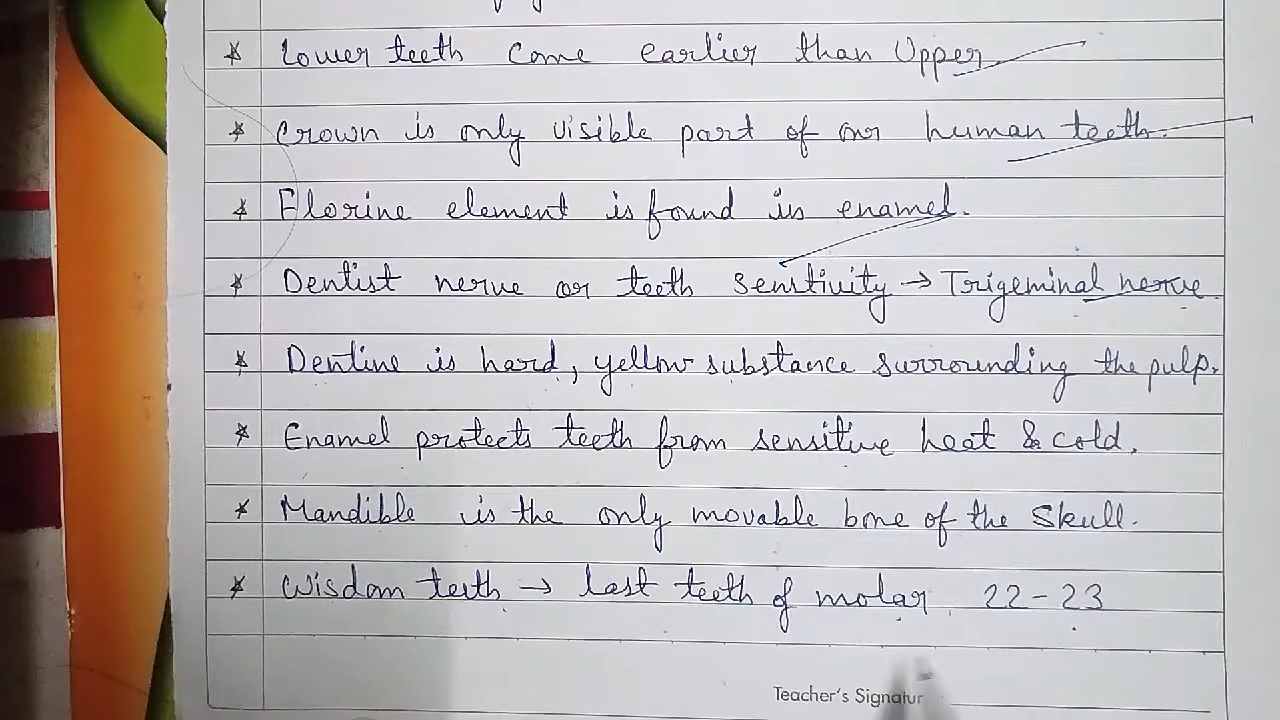 * Lower teeth come earlier than Upper
* Crown is only visible part of our human teeth.
* Florine element is found in enamel.
* Dentist nerve or teeth sensitivity → Trigeminal nerve.
* Dentine is hard, yellow substance surrounding the pulp.
* Enamel protects teeth from sensitive heat & cold.
* Mandible is the only movable bone of the Skull.
* Wisdom teeth → last teeth of molar 22-23
Teacher's Signatur